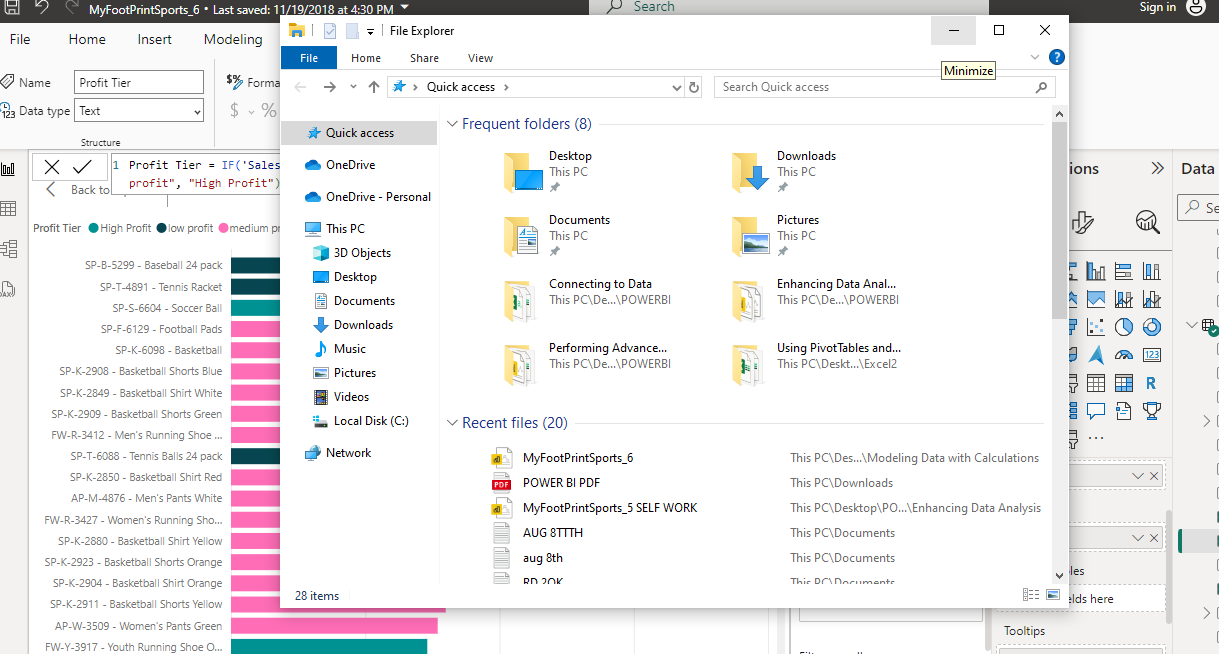 MyFootPrintSports_6 • Last saved: 11/19/2018 at 4:30 PM
Search
Sign in
File
Home
Insert
Modeling
Name
Profit Tier
Data type
Text
$%
$
%
Structure
1 Profit Tier = IF('Sales
profit", "High Profit")
Back to
Profit Tier
High Profit
low profit
SP-B-5299 - Baseball 24 pack
SP-T-4891 - Tennis Racket
SP-S-6604 - Soccer Ball
SP-F-6129 - Football Pads
SP-K-6098 - Basketball
SP-K-2908 - Basketball Shorts Blue
SP-K-2849 - Basketball Shirt White
SP-K-2909 - Basketball Shorts Green
FW-R-3412 - Men's Running Shoe ...
SP-T-6088 - Tennis Balls 24 pack
SP-K-2850 - Basketball Shirt Red
AP-M-4876 - Men's Pants White
FW-R-3427 - Women's Running Sho...
SP-K-2880 - Basketball Shirt Yellow
SP-K-2923 - Basketball Shorts Orange
SP-K-2904 - Basketball Shirt Orange
SP-K-2911 - Basketball Shorts Yellow
AP-W-3509 - Women's Pants Green
FW-Y-3917 - Youth Running Shoe O...
File Explorer
File
Home
Share
View
?
Minimize
Quick access
Search Quick access
Quick access
OneDrive
OneDrive - Personal
This PC
3D Objects
Desktop
Documents
Downloads
Music
Pictures
Videos
Local Disk (C:)
Network
Frequent folders (8)
Desktop
This PC
Downloads
This PC
Documents
This PC
Pictures
This PC
Connecting to Data
This PC\De...\POWERBI
Enhancing Data Anal...
This PC\De...\POWERBI
Performing Advance...
This PC\De...\POWERBI
Using PivotTables and...
This PC\Deskt...\Excel2
Recent files (20)
MyFootPrintSports_6
This PC\Des...\Modeling Data with Calculations
PDF
POWER BI PDF
This PC\Downloads
MyFootPrintSports_5 SELF WORK
This PC\Desktop\PO...\Enhancing Data Analysis
AUG 8TTTH
This PC\Documents
aug 8th
This PC\Documents
RD 2OK
This PC\Documents
28 items
Data
123
R
Tooltips